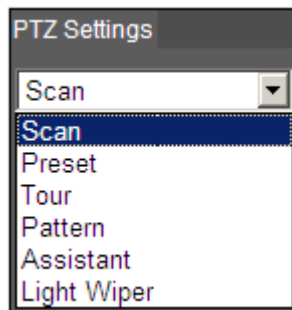 PTZ Settings
Scan
Scan
Preset
Tour
Pattern
Assistant
Light Wiper